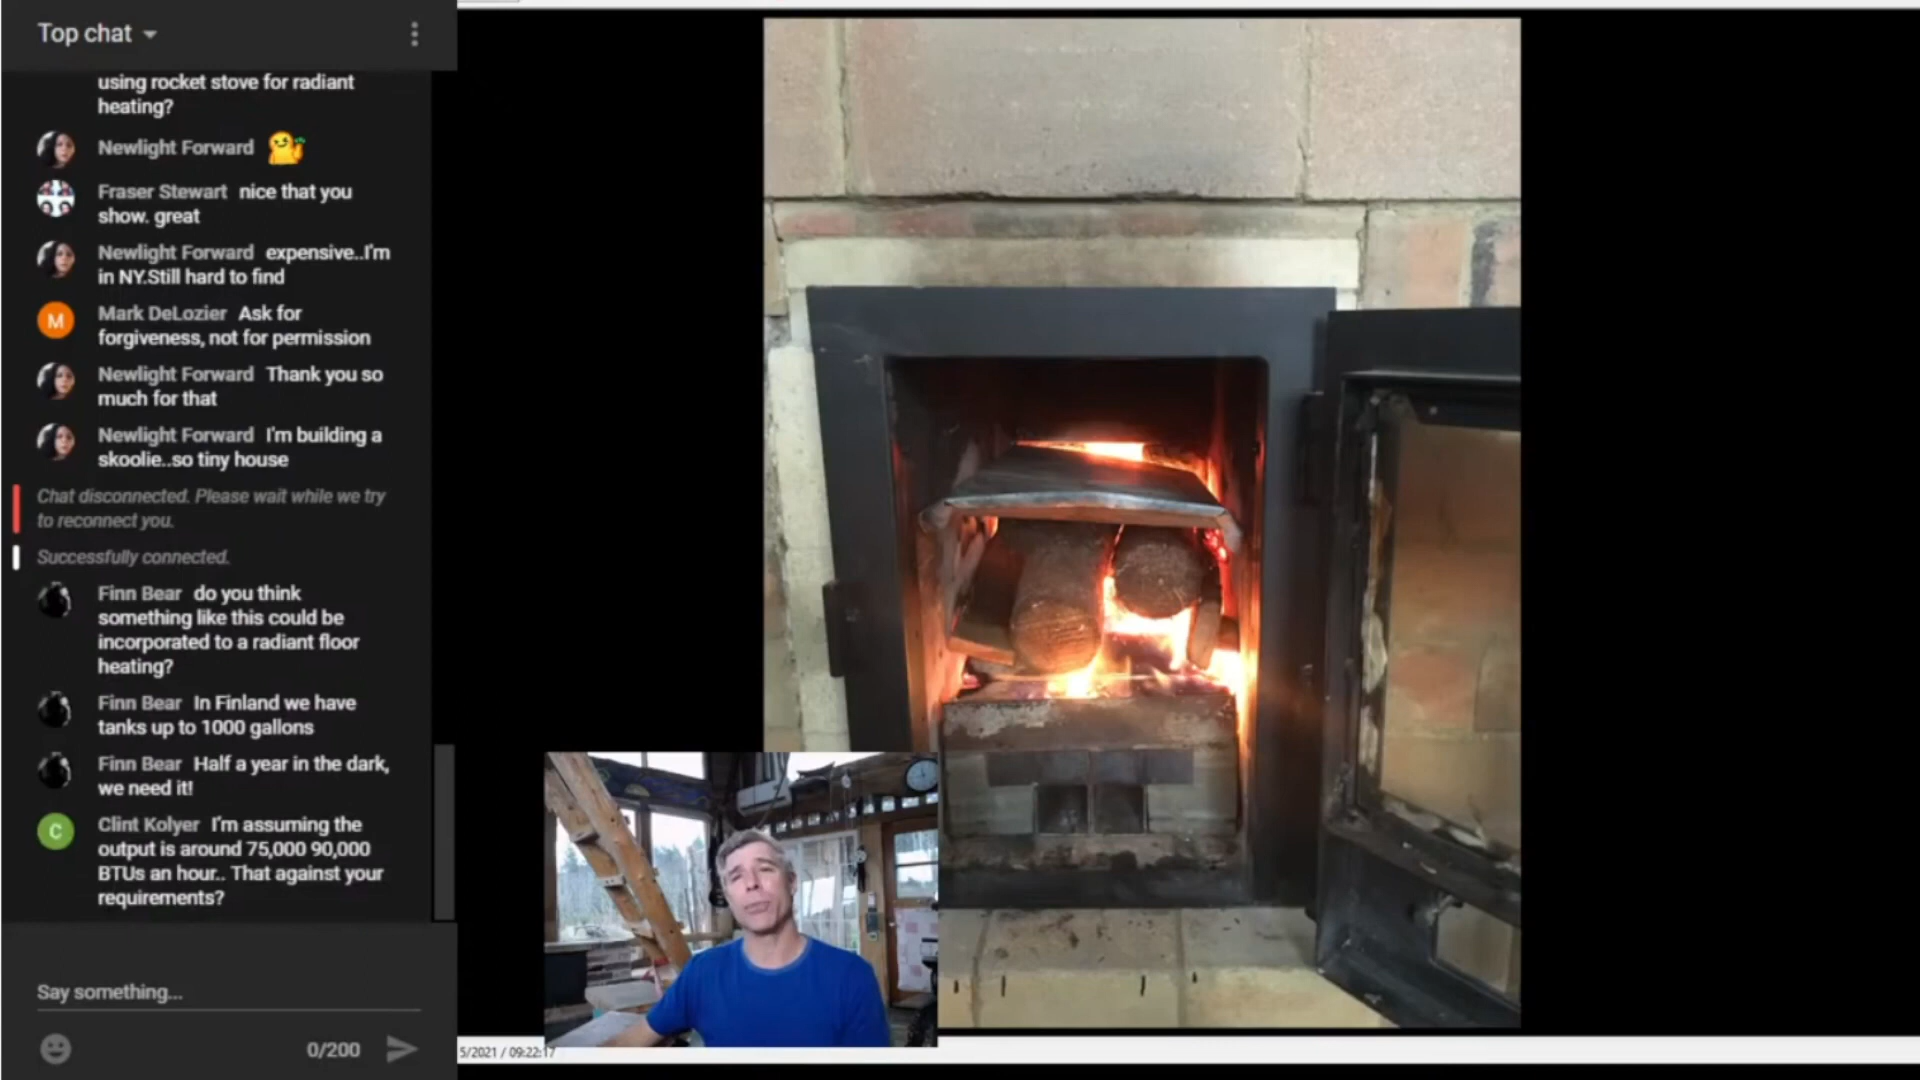 Top chat
using rocket stove for radiant
heating?
Newlight Forward
Fraser Stewart nice that you
show. great
Newlight Forward expensive..I'm
in NY.Still hard to find
M
Mark DeLozier Ask for
forgiveness, not for permission
Newlight Forward Thank you so
much for that
Newlight Forward I'm building a
skoolie..so tiny house
Chat disconnected. Please wait while we try
to reconnect you.
Successfully connected.
Finn Bear do you think
something like this could be
incorporated to a radiant floor
heating?
Finn Bear In Finland we have
tanks up to 1000 gallons
Finn Bear Half a year in the dark,
we need it!
C
Clint Kolyer I'm assuming the
output is around 75,000 90,000
BTUs an hour.. That against your
requirements?
Say something...
0/200
5/2021 / 09:22:17